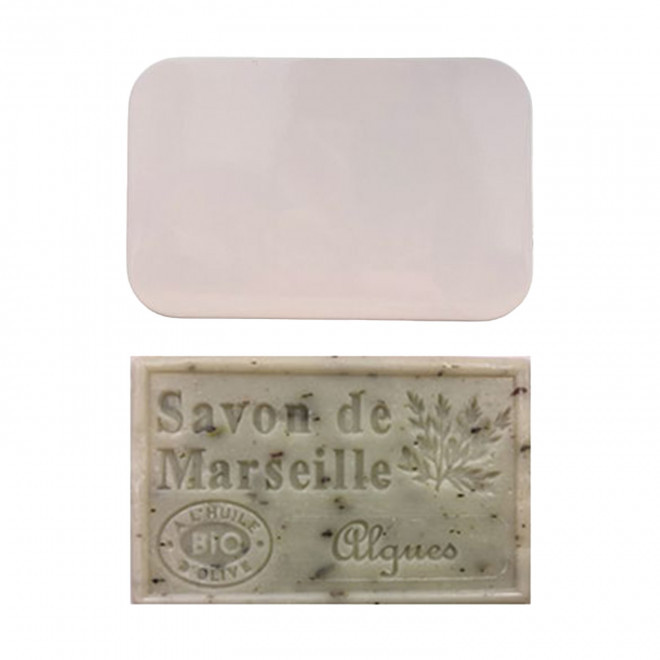 Savon de
Marseille
A L'HUILE
BIO
D'OLIVE
Algues